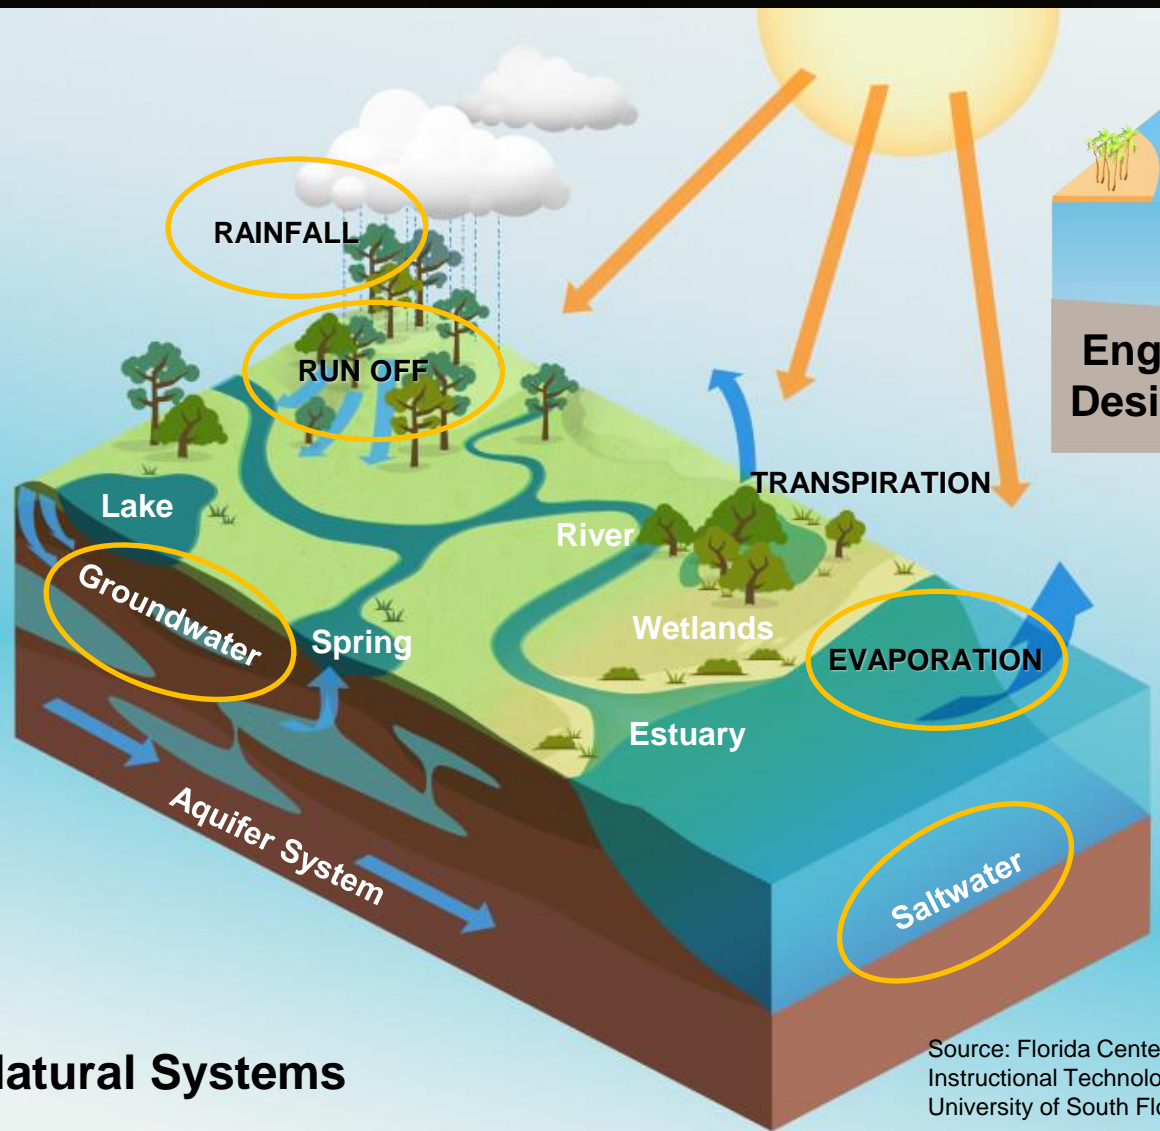 RAINFALL
RUN OFF
Eng
Desi
TRANSPIRATION
Lake
River
Groundwater
Spring
Wetlands
EVAPORATION
Estuary
Aquifer System
Saltwater
latural Systems
Source: Florida Cente
Instructional Technolo
University of South Flo